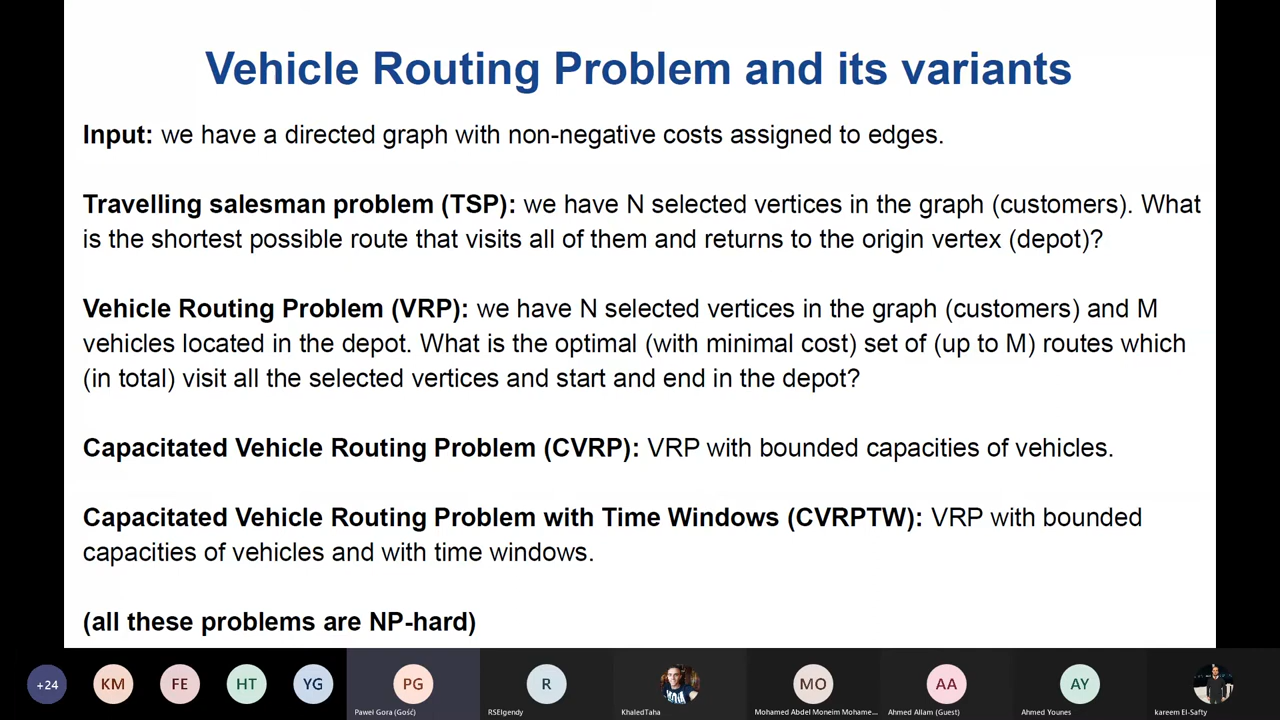 Vehicle Routing Problem and its variants
Input: we have a directed graph with non-negative costs assigned to edges.
Travelling salesman problem (TSP): we have N selected vertices in the graph (customers). What
is the shortest possible route that visits all of them and returns to the origin vertex (depot)?
Vehicle Routing Problem (VRP): we have N selected vertices in the graph (customers) and M
vehicles located in the depot. What is the optimal (with minimal cost) set of (up to M) routes which
(in total) visit all the selected vertices and start and end in the depot?
Capacitated Vehicle Routing Problem (CVRP): VRP with bounded capacities of vehicles.
Capacitated Vehicle Routing Problem with Time Windows (CVRPTW): VRP with bounded
capacities of vehicles and with time windows.
(all these problems are NP-hard)
+24 KM FE HT YG PG R MO AA AY
Paweł Gora (Gość) RSElgendy KhaledTaha Mohamed Abdel Moneim Mohame... Ahmed Allam (Guest) Ahmed Younes kareem El-Safty